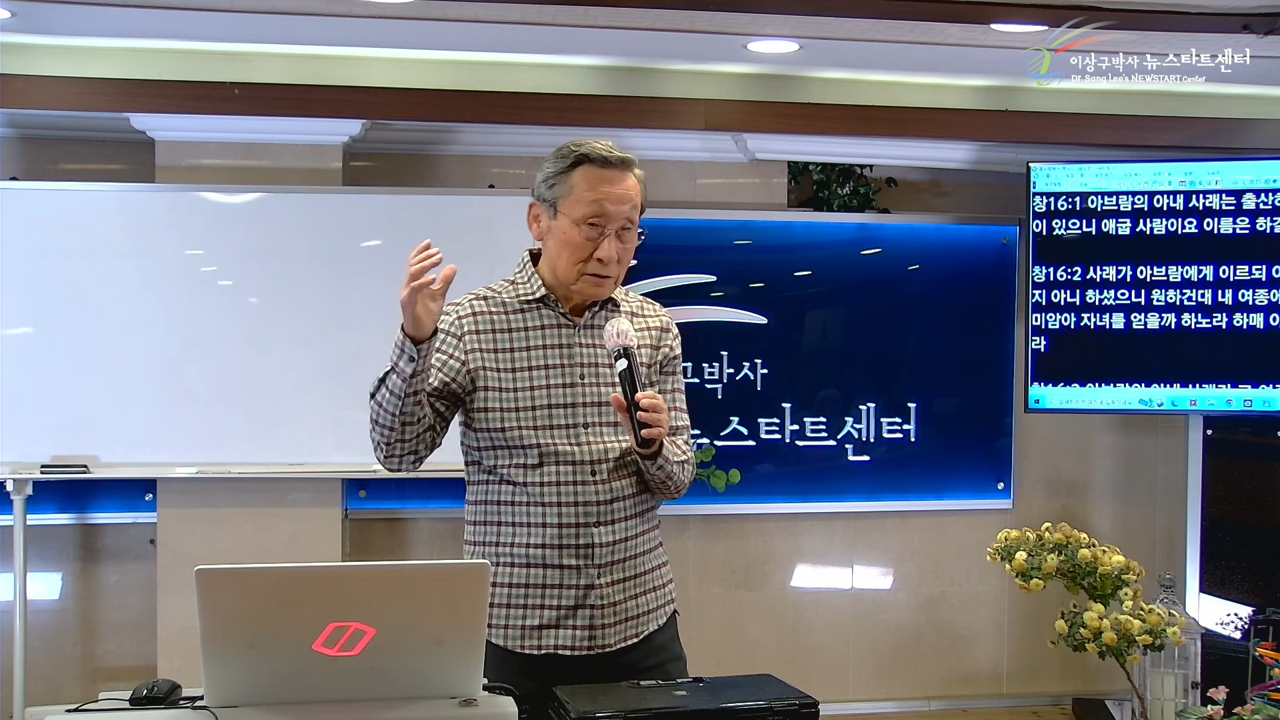 이상구박사 뉴스타트센터
Dr. Sang Lee's NEWSTART Center
창16:1 아브람의 아내 사래는 출산하
이 있으니 애굽 사람이요 이름은 하갈
창16:2 사래가 아브람에게 이르되
지 아니 하셨으니 원하건대 내 여종에
미암아 자녀를 얻을까 하노라 하매
라
구박사
뉴스타트센터